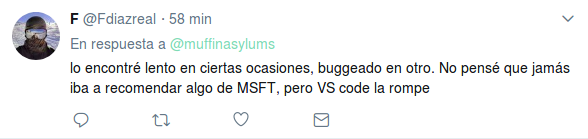 F @Fdiazreal · 58 min
En respuesta a @muffinasylums
lo encontré lento en ciertas ocasiones, buggeado en otro. No pensé que jamás
iba a recomendar algo de MSFT, pero VS code la rompe